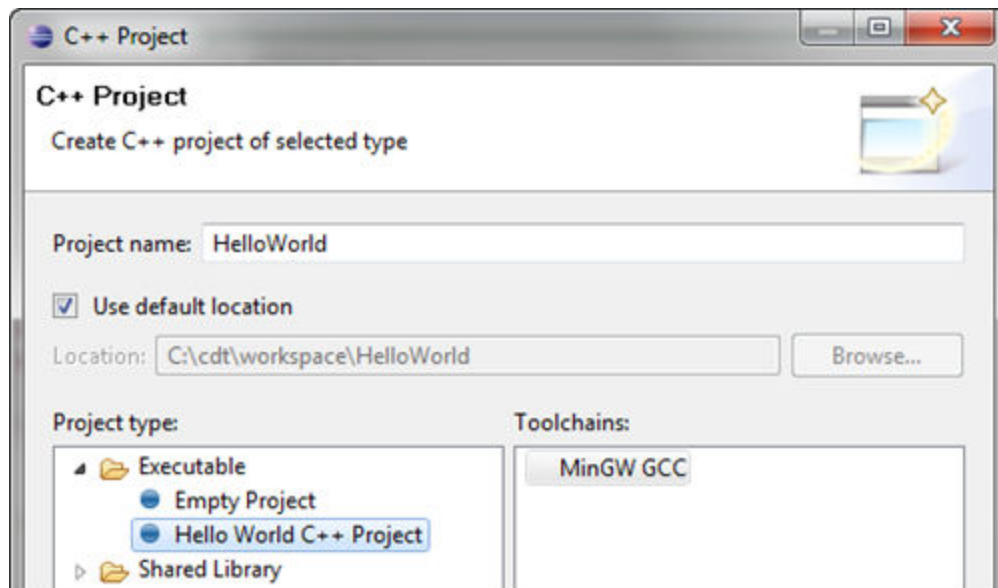 C++ Project
C++ Project
Create C++ project of selected type
Project name: HelloWorld
Use default location
Location: C:\cdt\workspace\HelloWorld Browse...
Project type: Toolchains:
Executable MinGW GCC
Empty Project
Hello World C++ Project
Shared Library